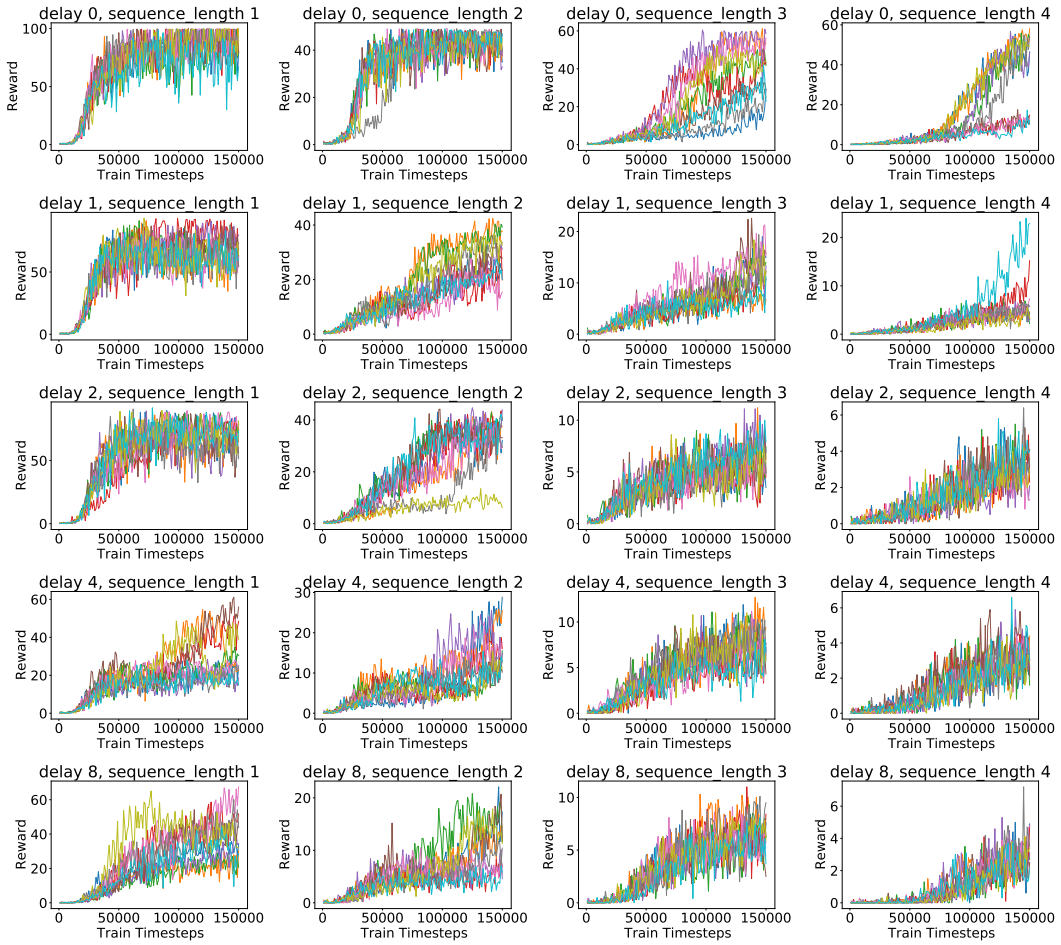 delay 0, sequence_length 1
100
50
0
Reward
0 50000 100000 150000
Train Timesteps
delay 0, sequence_length 2
40
20
0
Reward
0 50000 100000 150000
Train Timesteps
delay 0, sequence_length 3
60
40
20
0
Reward
0 50000 100000 150000
Train Timesteps
delay 0, sequence_length 4
60
40
20
0
Reward
0 50000 100000 150000
Train Timesteps
delay 1, sequence_length 1
50
0
Reward
0 50000 100000 150000
Train Timesteps
delay 1, sequence_length 2
40
20
0
Reward
0 50000 100000 150000
Train Timesteps
delay 1, sequence_length 3
20
10
0
Reward
0 50000 100000 150000
Train Timesteps
delay 1, sequence_length 4
20
10
0
Reward
0 50000 100000 150000
Train Timesteps
delay 2, sequence_length 1
50
0
Reward
0 50000 100000 150000
Train Timesteps
delay 2, sequence_length 2
40
20
0
Reward
0 50000 100000 150000
Train Timesteps
delay 2, sequence_length 3
10
5
0
Reward
0 50000 100000 150000
Train Timesteps
delay 2, sequence_length 4
6
4
2
0
Reward
0 50000 100000 150000
Train Timesteps
delay 4, sequence_length 1
60
40
20
0
Reward
0 50000 100000 150000
Train Timesteps
delay 4, sequence_length 2
30
20
10
0
Reward
0 50000 100000 150000
Train Timesteps
delay 4, sequence_length 3
10
5
0
Reward
0 50000 100000 150000
Train Timesteps
delay 4, sequence_length 4
6
4
2
0
Reward
0 50000 100000 150000
Train Timesteps
delay 8, sequence_length 1
60
40
20
0
Reward
0 50000 100000 150000
Train Timesteps
delay 8, sequence_length 2
20
10
0
Reward
0 50000 100000 150000
Train Timesteps
delay 8, sequence_length 3
10
5
0
Reward
0 50000 100000 150000
Train Timesteps
delay 8, sequence_length 4
6
4
2
0
Reward
0 50000 100000 150000
Train Timesteps